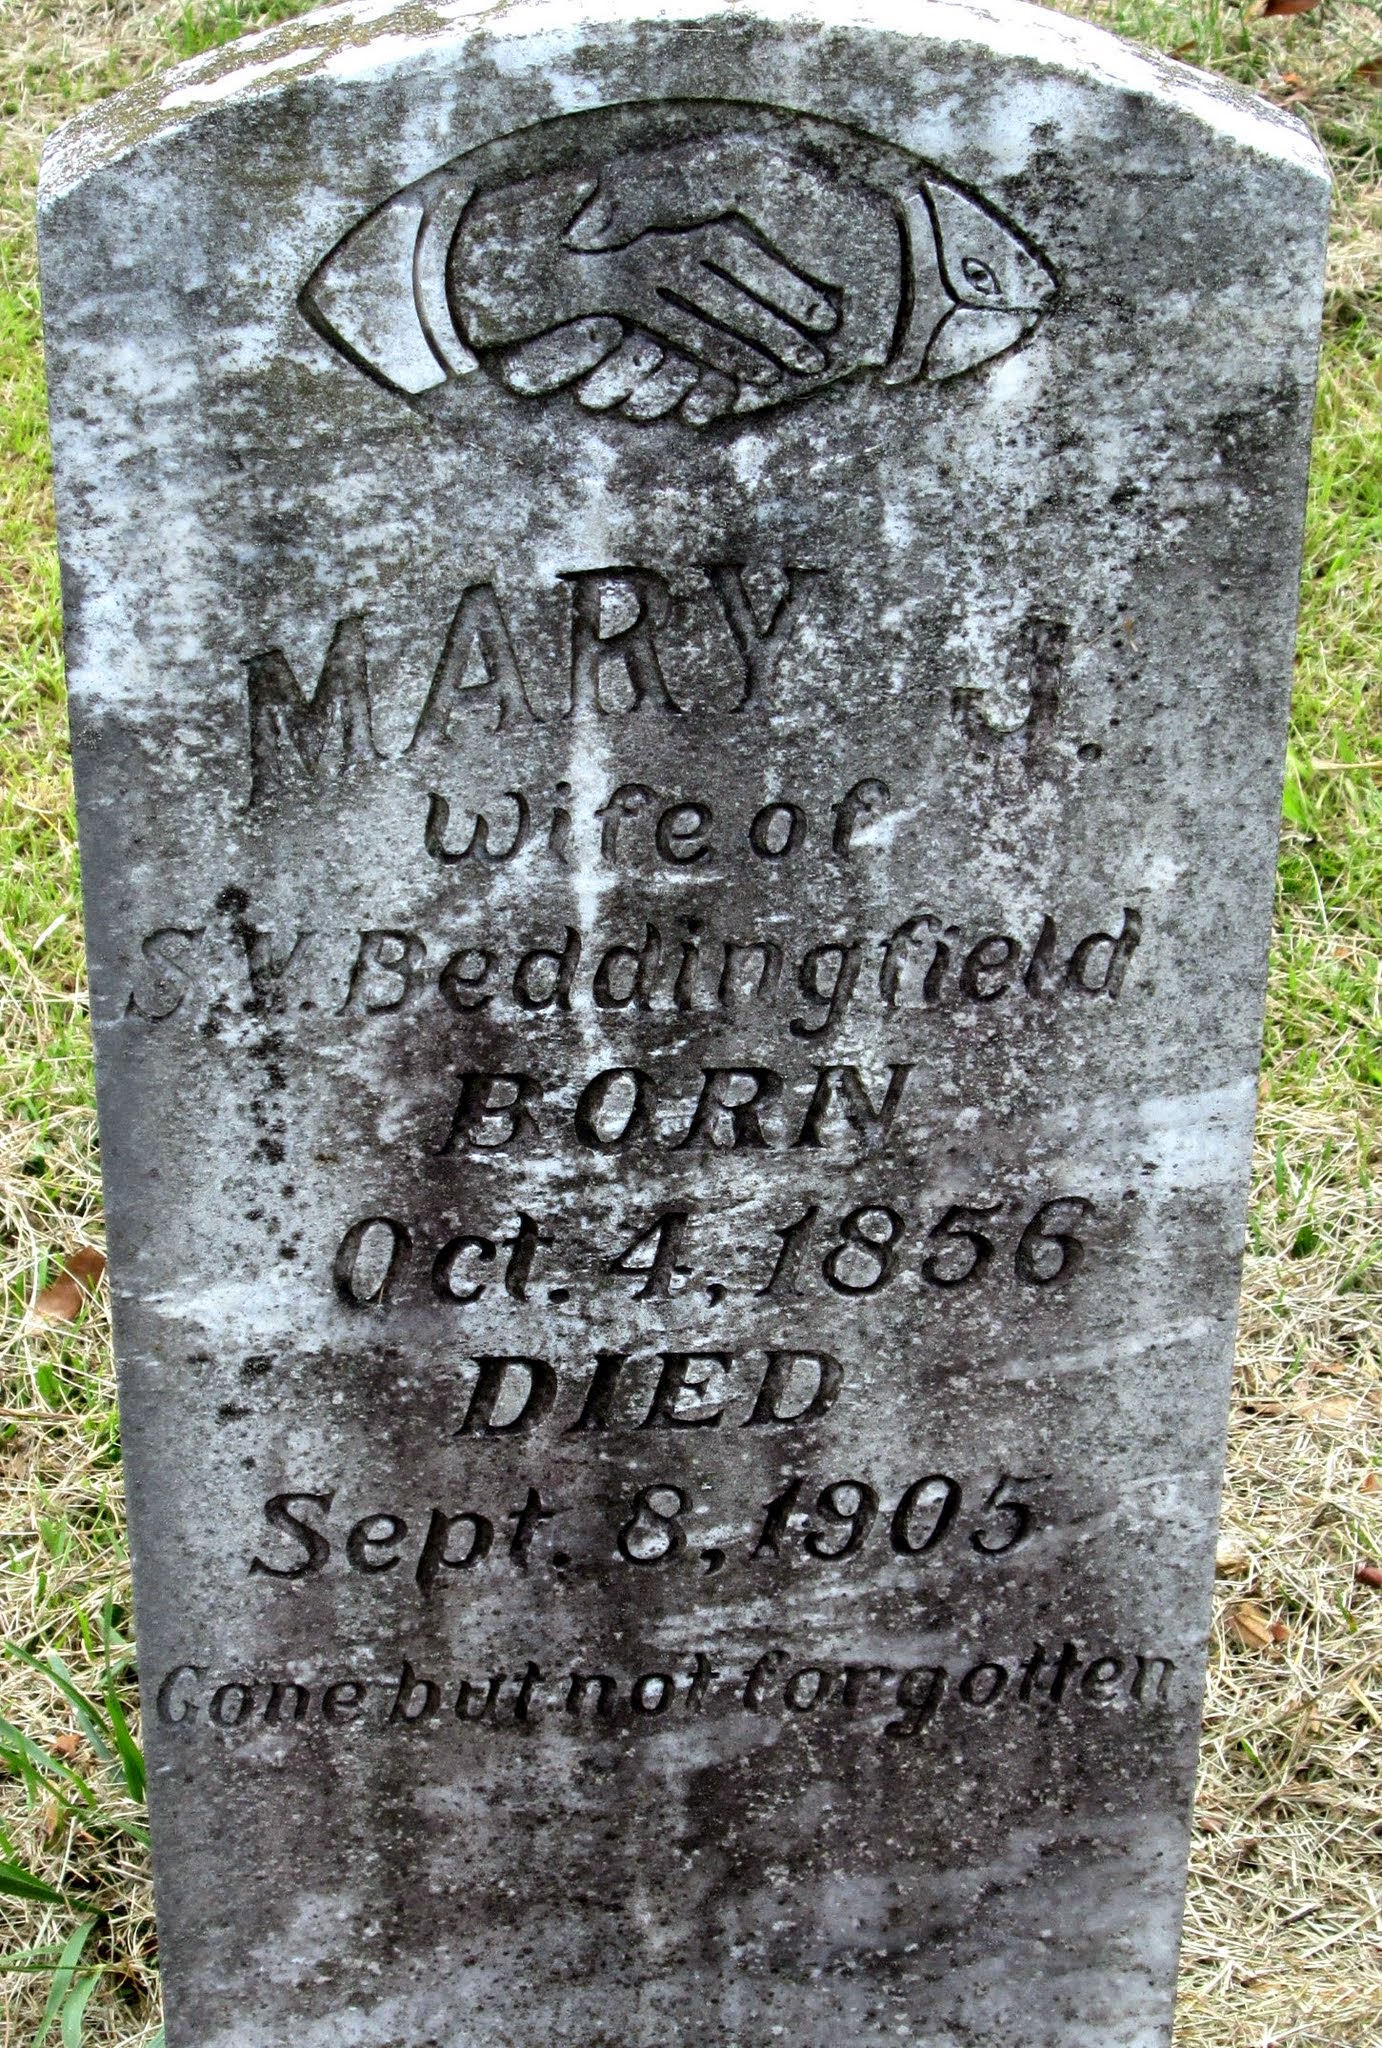 MARY J.
wife of
S.V. Beddingfield
BORN
Oct. 4, 1856
DIED
Sept. 8, 1905
Gone but not forgotten